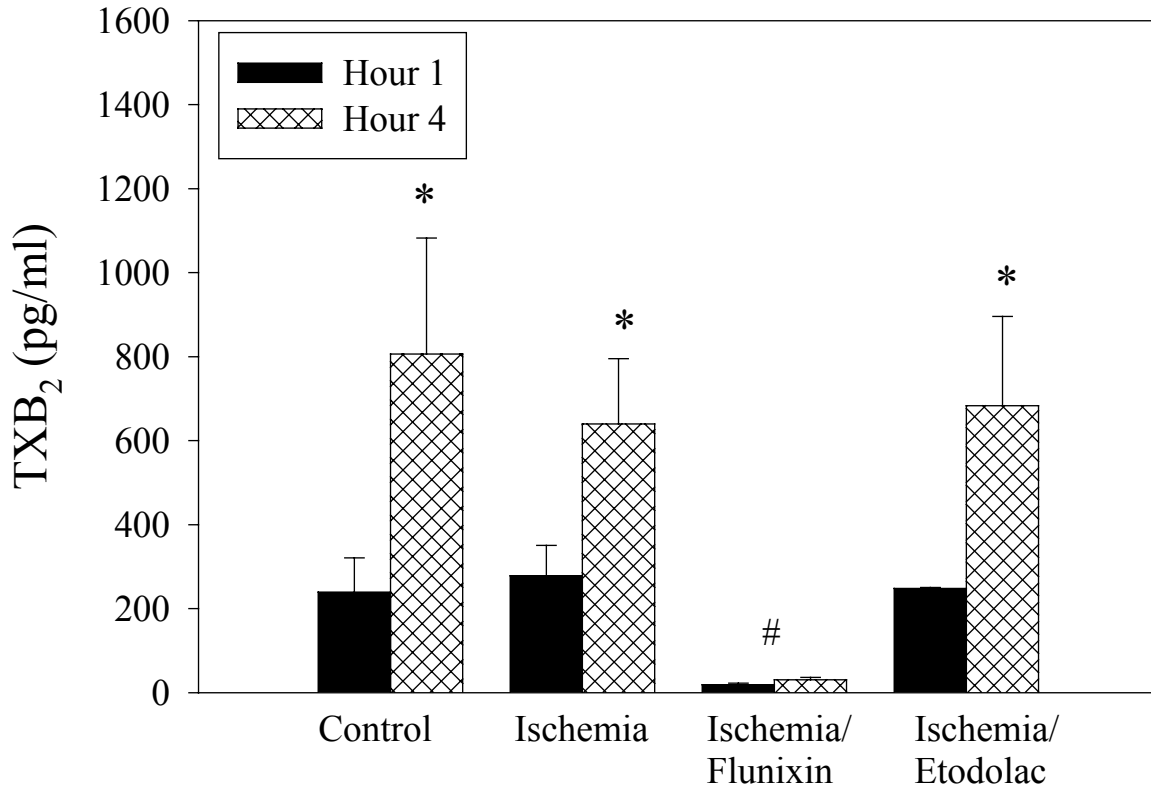 1600
1400
1200
1000
800
600
400
200
0
TXB₂ (pg/ml)
Hour 1
Hour 4
*
*
#
*
Control
Ischemia
Ischemia/
Flunixin
Ischemia/
Etodolac